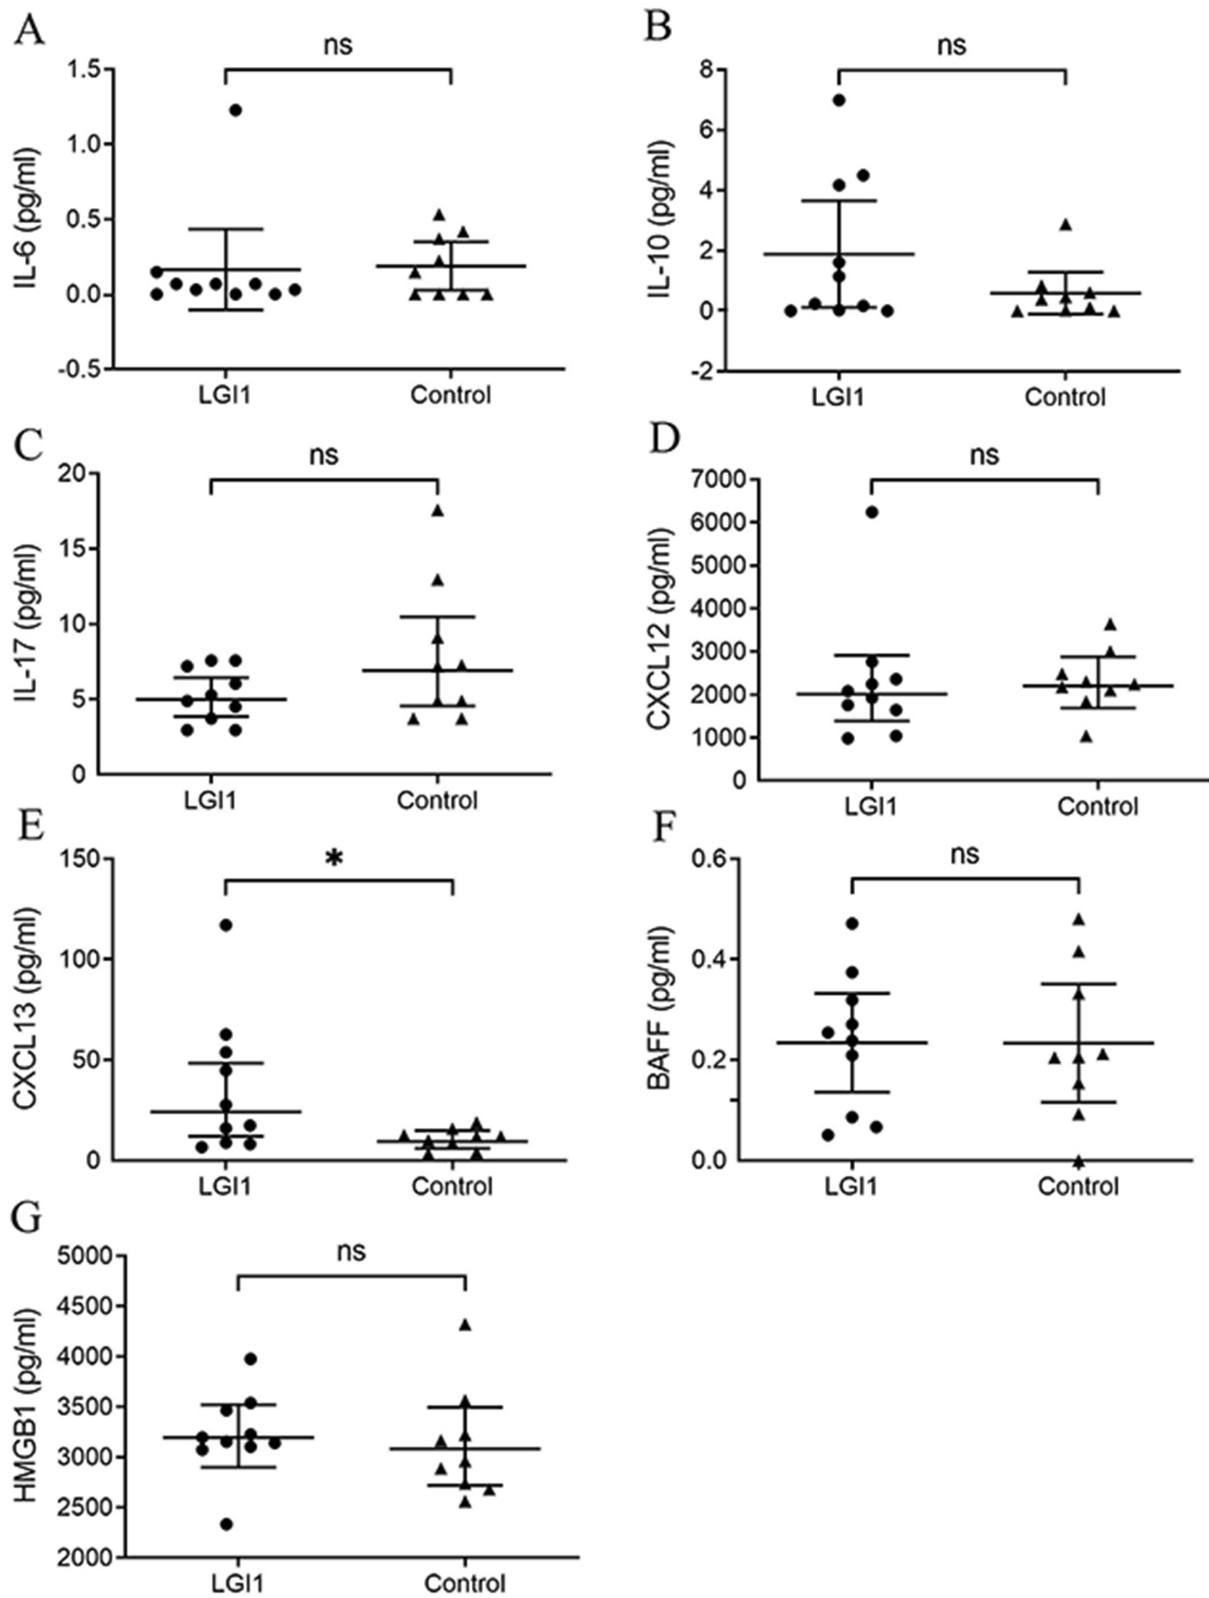 A
ns
IL-6 (pg/ml)
1.5
1.0
0.5
0.0
-0.5
LGI1
Control
B
ns
IL-10 (pg/ml)
8
6
4
2
0
-2
LGI1
Control
C
ns
IL-17 (pg/ml)
20
15
10
5
0
LGI1
Control
D
ns
CXCL12 (pg/ml)
7000
6000
5000
4000
3000
2000
1000
0
LGI1
Control
E
*
CXCL13 (pg/ml)
150
100
50
0
LGI1
Control
F
ns
BAFF (pg/ml)
0.6
0.4
0.2
0.0
LGI1
Control
G
ns
HMGB1 (pg/ml)
5000
4500
4000
3500
3000
2500
2000
LGI1
Control